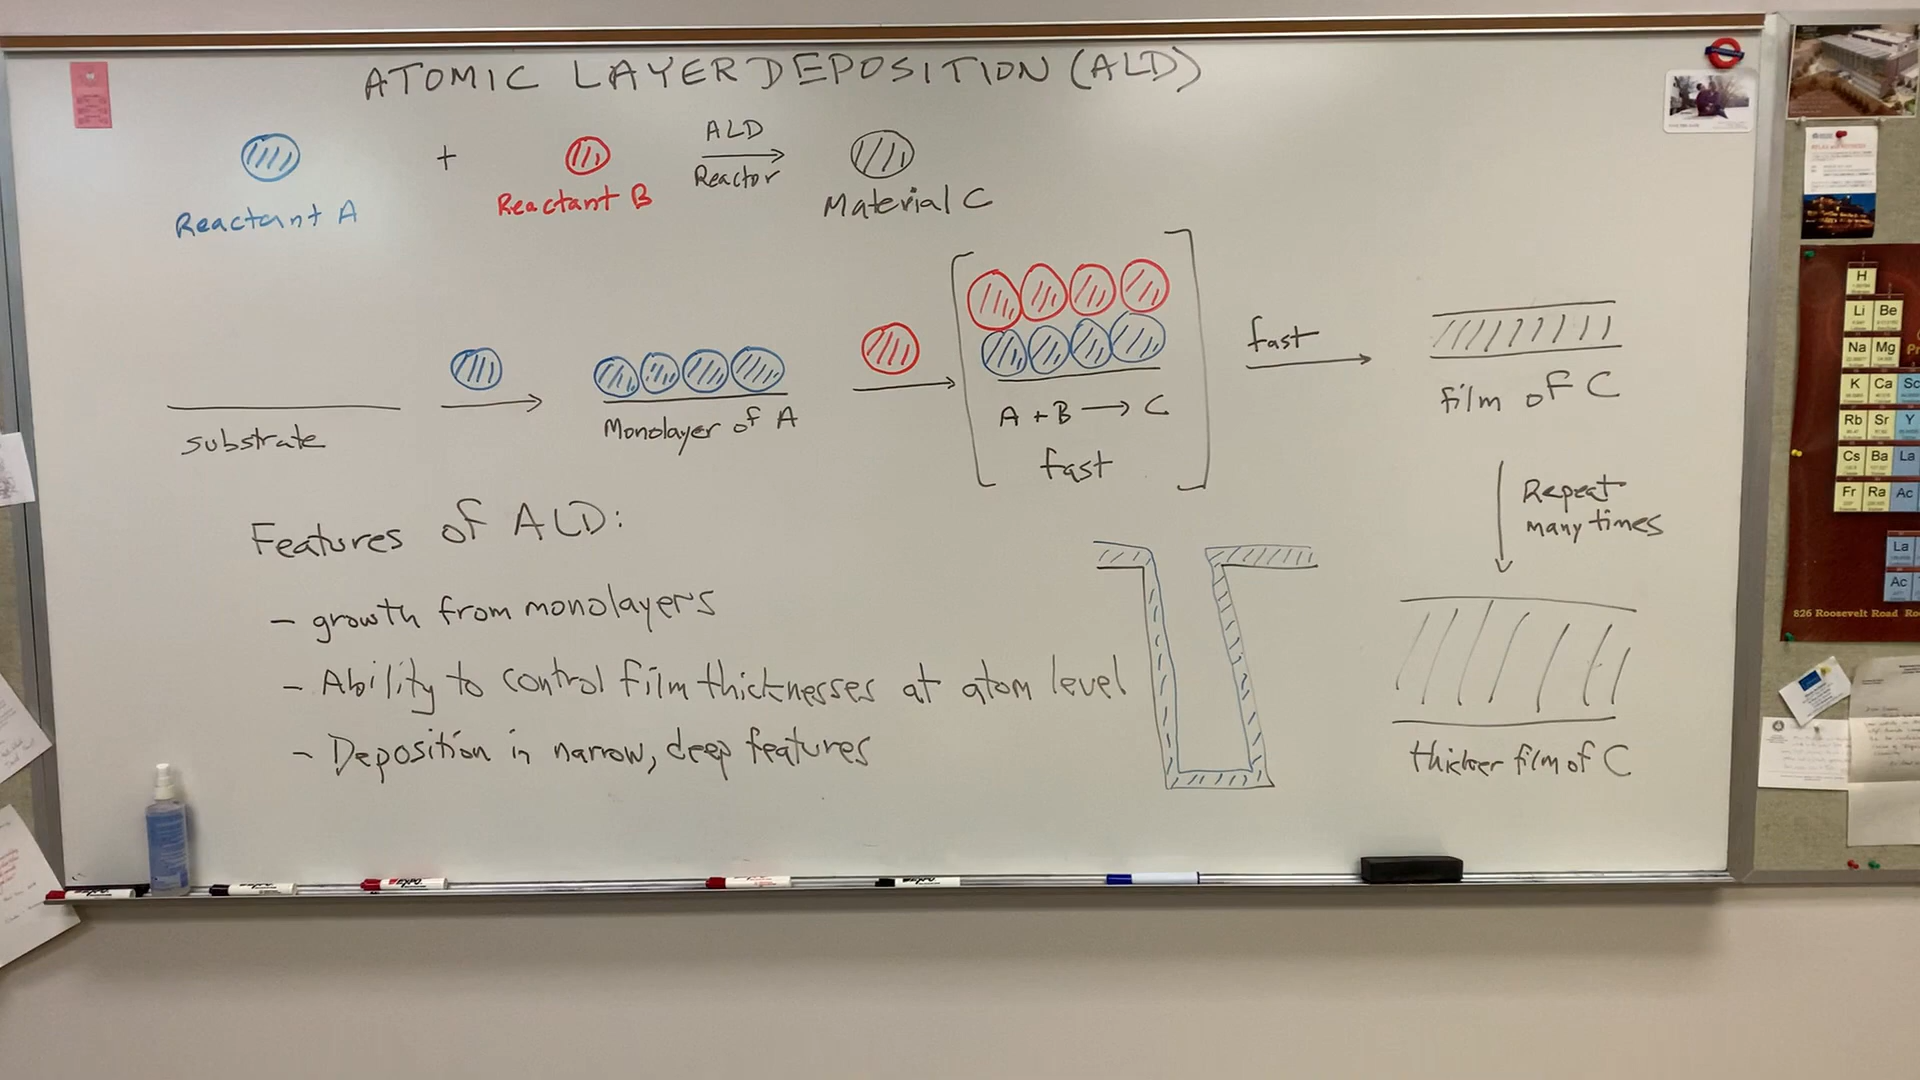 ATOMIC LAYER DEPOSITION (ALD)
Reactant A
+
Reactant B
ALD
Reactor
Material C
substrate
Monolayer of A
A + B → C
fast
fast
film of C
Repeat
many times
thicker film of C
Features of ALD:
- growth from monolayers
- Ability to control film thicknesses at atom level
- Deposition in narrow, deep features
EXPO
EXPO
EXPO
H
Li Be
Na Mg
K Ca Sc
Rb Sr Y
Cs Ba La
Fr Ra Ac
La
Ac
826 Roosevelt Road